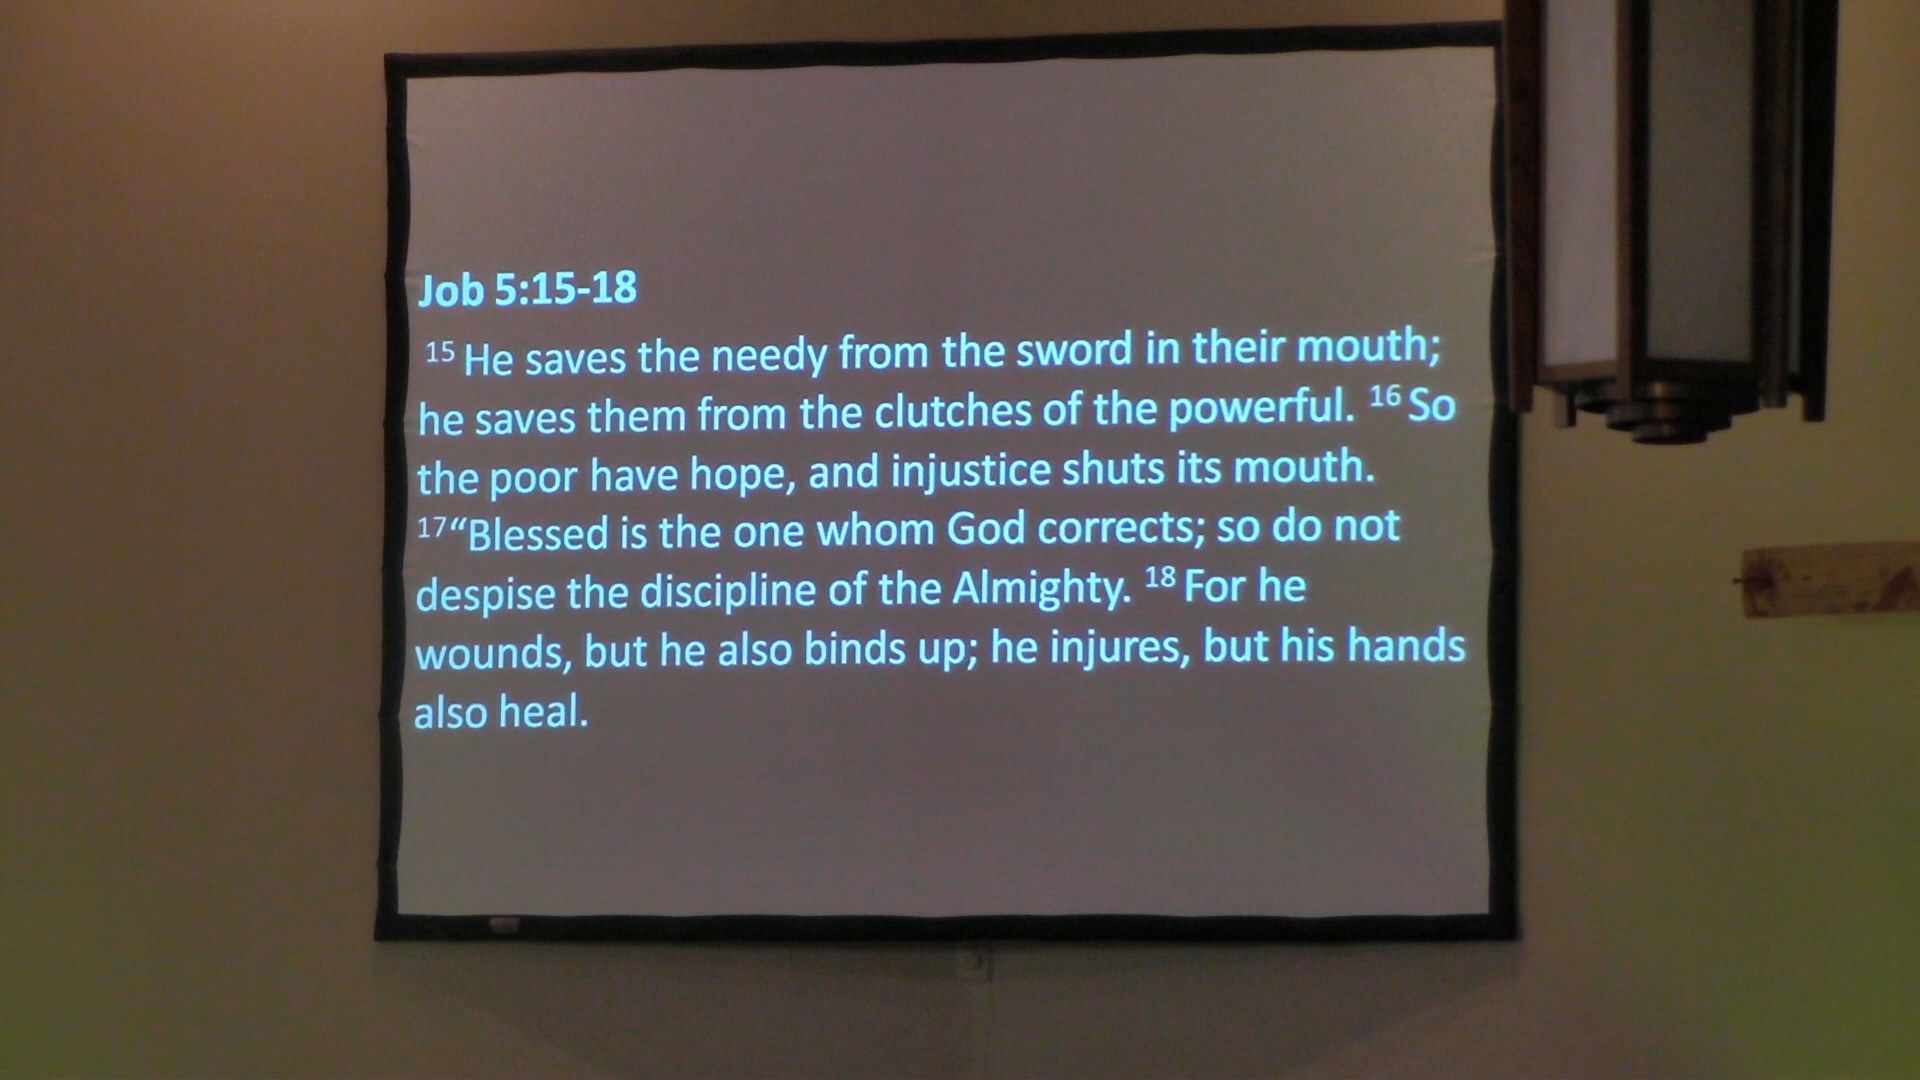 Job 5:15-18
15 He saves the needy from the sword in their mouth;
he saves them from the clutches of the powerful. 16 So
the poor have hope, and injustice shuts its mouth.
17“Blessed is the one whom God corrects; so do not
despise the discipline of the Almighty. 18 For he
wounds, but he also binds up; he injures, but his hands
also heal.